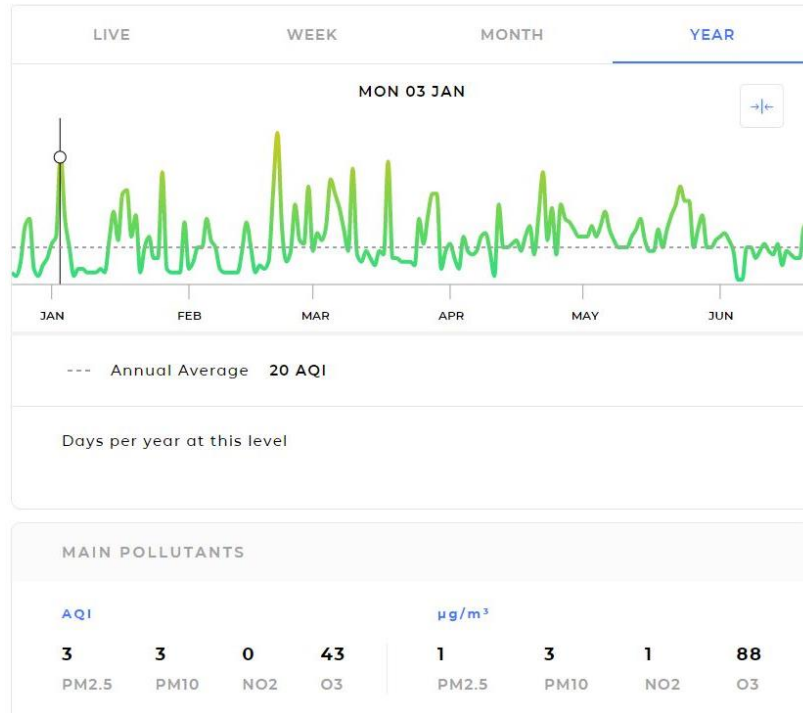 LIVE WEEK MONTH YEAR
MON 03 JAN
JAN FEB MAR APR MAY JUN
Annual Average 20 AQI
Days per year at this level
MAIN POLLUTANTS
AQI µg/m³
3 3 0 43 1 3 1 88
PM2.5 PM10 NO2 O3 PM2.5 PM10 NO2 O3